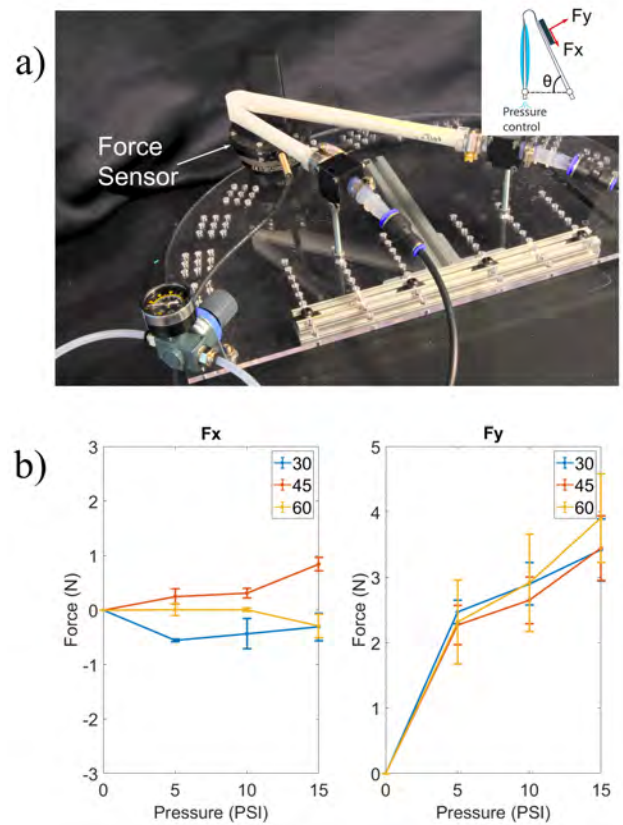 a)
Fy
Fx
θ
Pressure
control
Force
Sensor
b)
Fx
3
2
1
0
-1
-2
-3
Force (N)
30
45
60
0 5 10 15
Pressure (PSI)
Fy
5
4
3
2
1
0
Force (N)
30
45
60
0 5 10 15
Pressure (PSI)